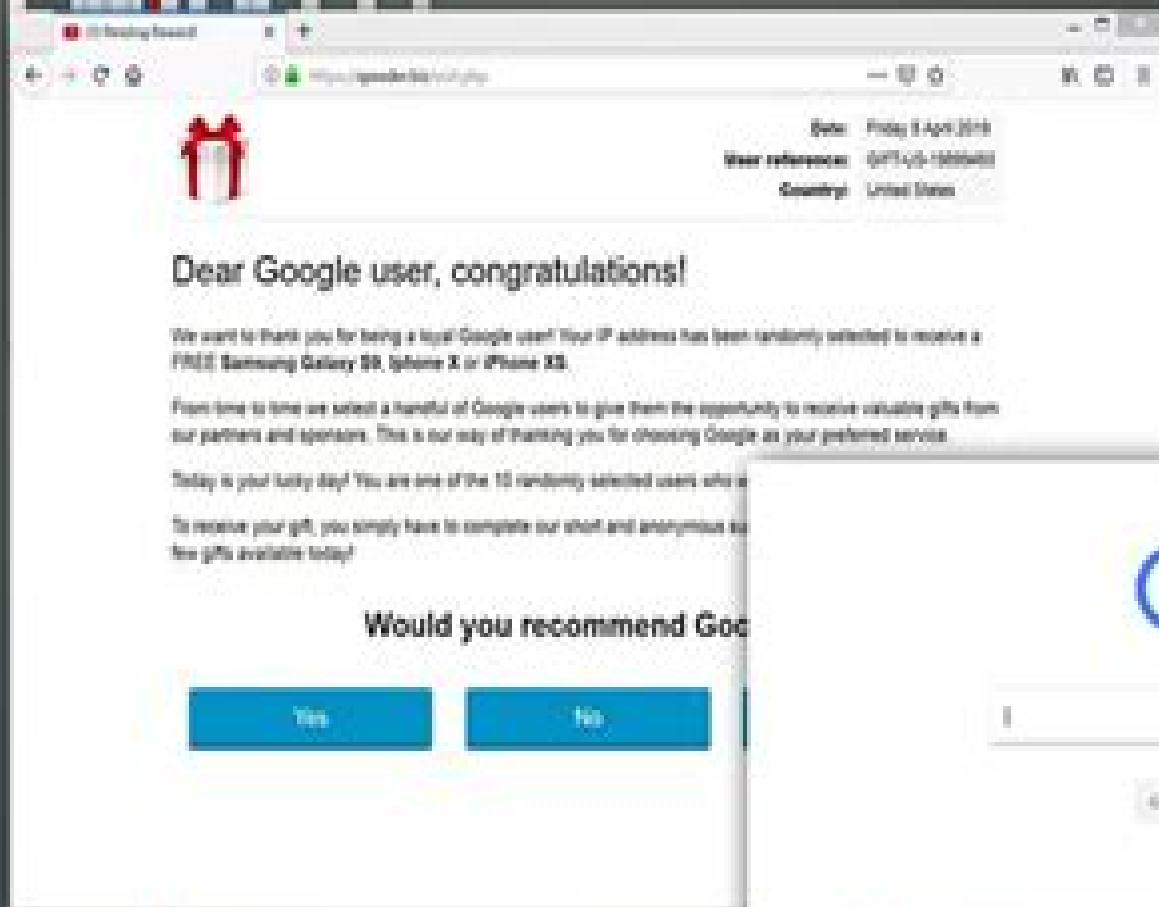 Date: Friday 5 April 2019
User reference:
Country: United States
Dear Google user, congratulations!
We want to thank you for being a loyal Google user! Your IP address has been randomly selected to receive a
FREE Samsung Galaxy S9, Iphone X or iPhone XS.
From time to time we select a handful of Google users to give them the opportunity to receive valuable gifts from
our partners and sponsors. This is our way of thanking you for choosing Google as your preferred service.
Today is your lucky day! You are one of the 10 randomly selected users who
To receive your gift, you simply have to complete our short and anonymous
few gifts available today!
Would you recommend Goo
Yes
No